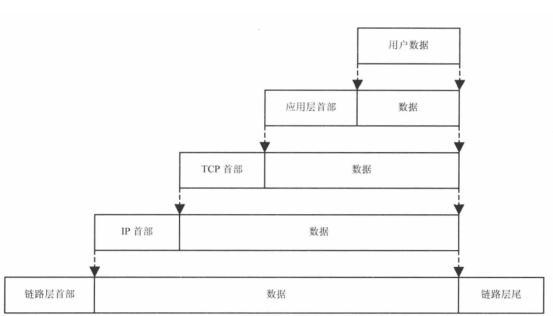 用户数据
应用层首部 数据
TCP 首部 数据
IP 首部 数据
链路层首部 数据 链路层尾